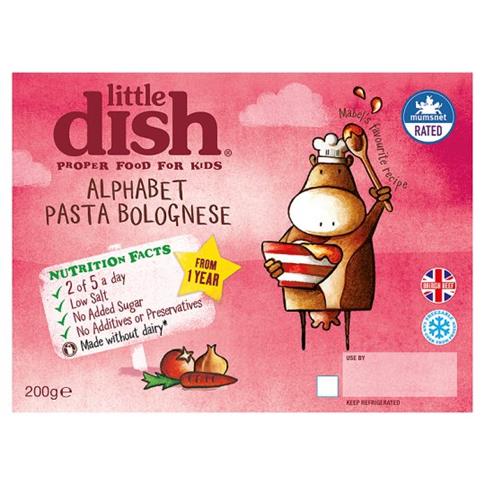 little
dish®
PROPER FOOD FOR KIDS
ALPHABET
PASTA BOLOGNESE
NUTRITION FACTS
2 of 5 a day
Low Salt
No Added Sugar
No Additives or Preservatives
Made without dairy*
FROM
1 YEAR
200g℮
Mabel's favourite recipe
mumsnet
RATED
BRITISH BEEF
USE BY
KEEP REFRIGERATED